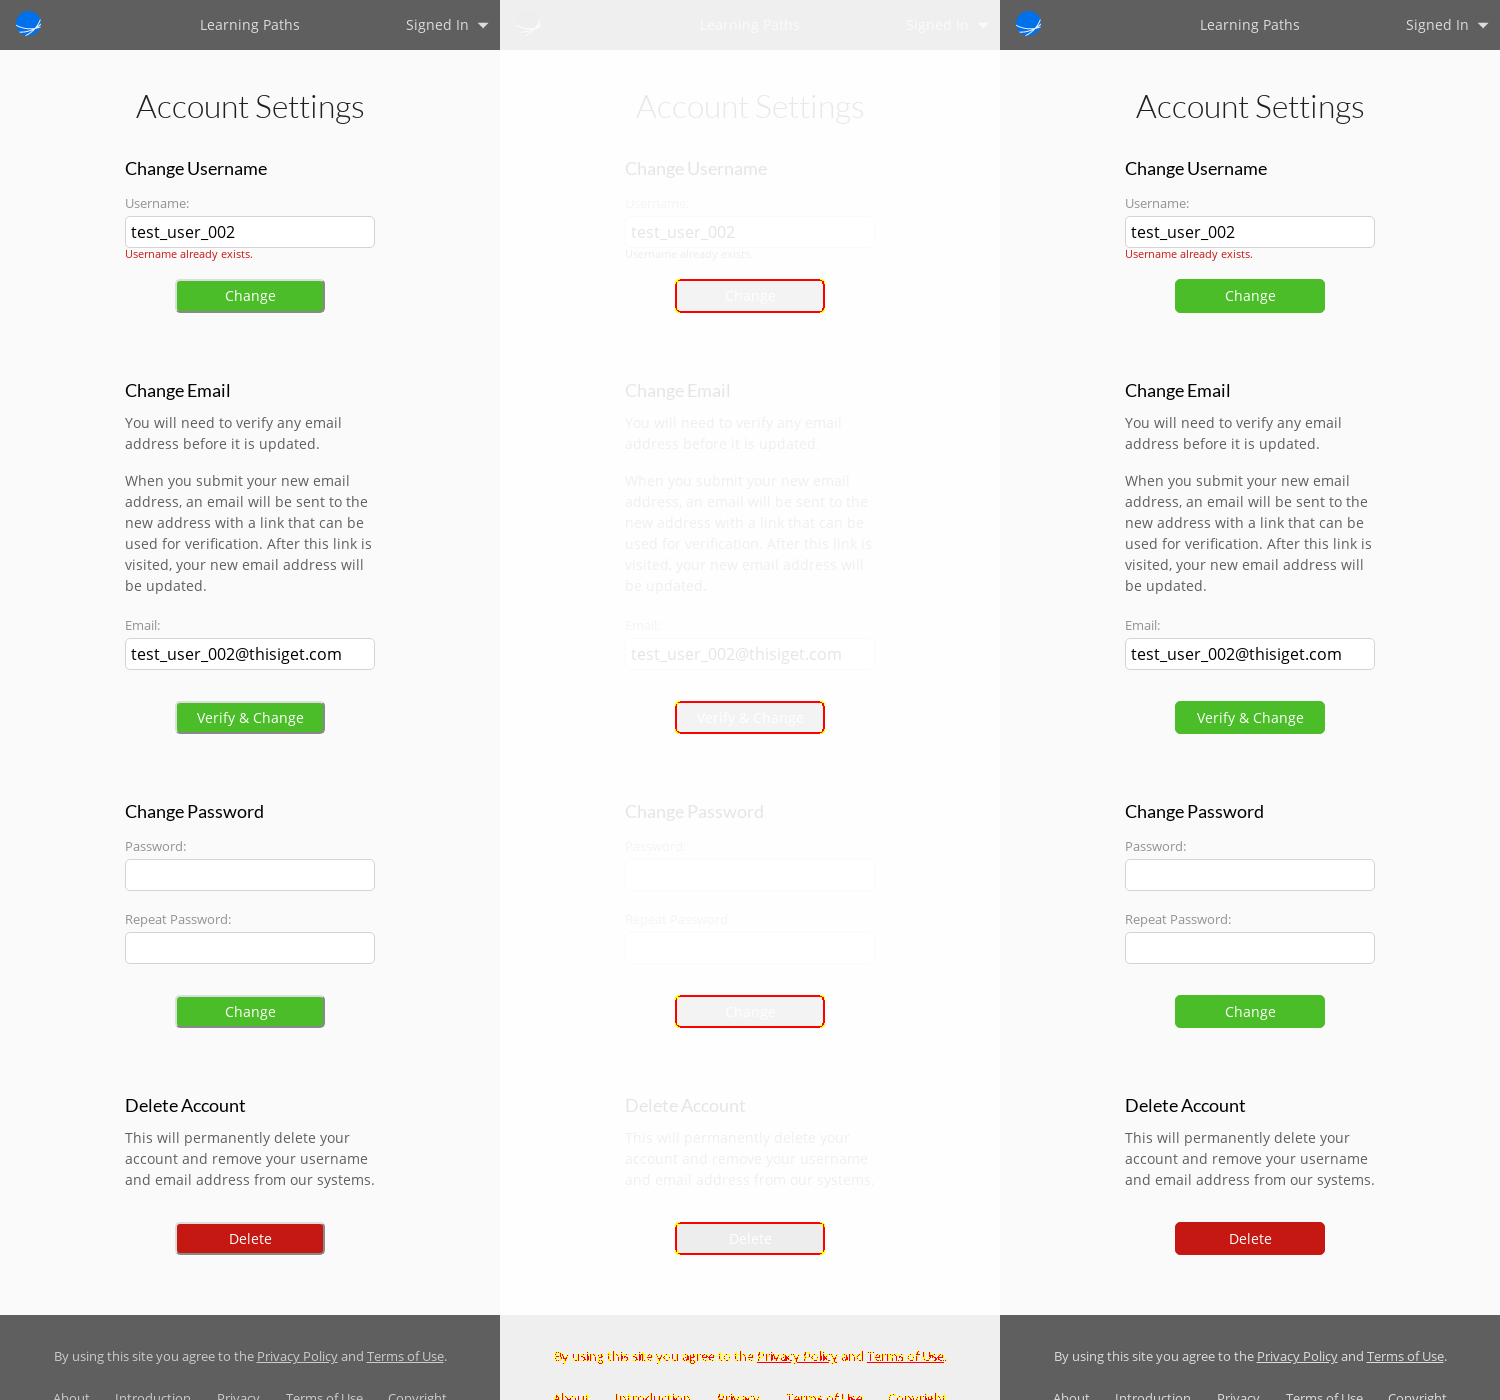 Learning Paths Signed In
Account Settings
Change Username
Username:
test_user_002
Username already exists.
Change
Change Email
You will need to verify any email
address before it is updated.
When you submit your new email
address, an email will be sent to the
new address with a link that can be
used for verification. After this link is
visited, your new email address will
be updated.
Email:
test_user_002@thisiget.com
Verify & Change
Change Password
Password:
Repeat Password:
Change
Delete Account
This will permanently delete your
account and remove your username
and email address from our systems.
Delete
By using this site you agree to the Privacy Policy and Terms of Use.
About Introduction Privacy Terms of Use Copyright
Learning Paths Signed In
Account Settings
Change Username
Username:
test_user_002
Username already exists.
Change
Change Email
You will need to verify any email
address before it is updated.
When you submit your new email
address, an email will be sent to the
new address with a link that can be
used for verification. After this link is
visited, your new email address will
be updated.
Email:
test_user_002@thisiget.com
Verify & Change
Change Password
Password:
Repeat Password:
Change
Delete Account
This will permanently delete your
account and remove your username
and email address from our systems.
Delete
By using this site you agree to the Privacy Policy and Terms of Use.
About Introduction Privacy Terms of Use Copyright
Learning Paths Signed In
Account Settings
Change Username
Username:
test_user_002
Username already exists.
Change
Change Email
You will need to verify any email
address before it is updated.
When you submit your new email
address, an email will be sent to the
new address with a link that can be
used for verification. After this link is
visited, your new email address will
be updated.
Email:
test_user_002@thisiget.com
Verify & Change
Change Password
Password:
Repeat Password:
Change
Delete Account
This will permanently delete your
account and remove your username
and email address from our systems.
Delete
By using this site you agree to the Privacy Policy and Terms of Use.
About Introduction Privacy Terms of Use Copyright